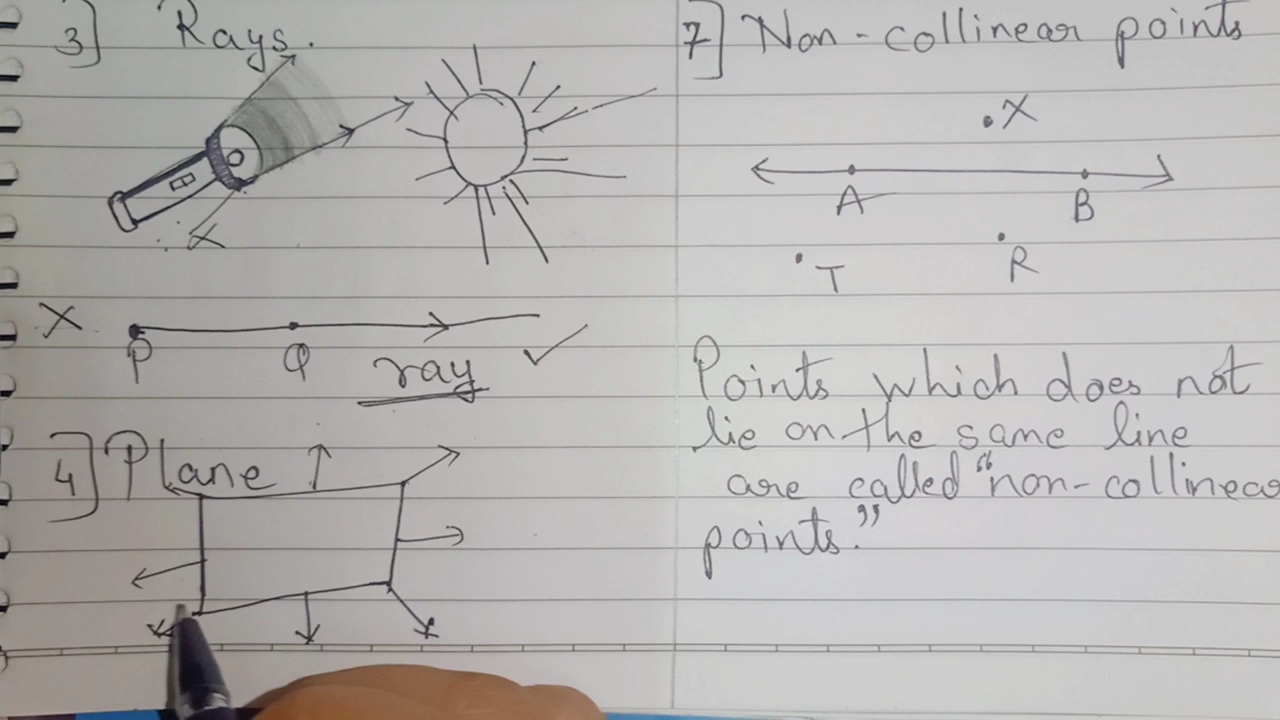 3] Rays.
X P Q ray
4] Plane
7] Non-collinear points
X
A B
T R
Points which does not
lie on the same line
are called "non-collinear
points."